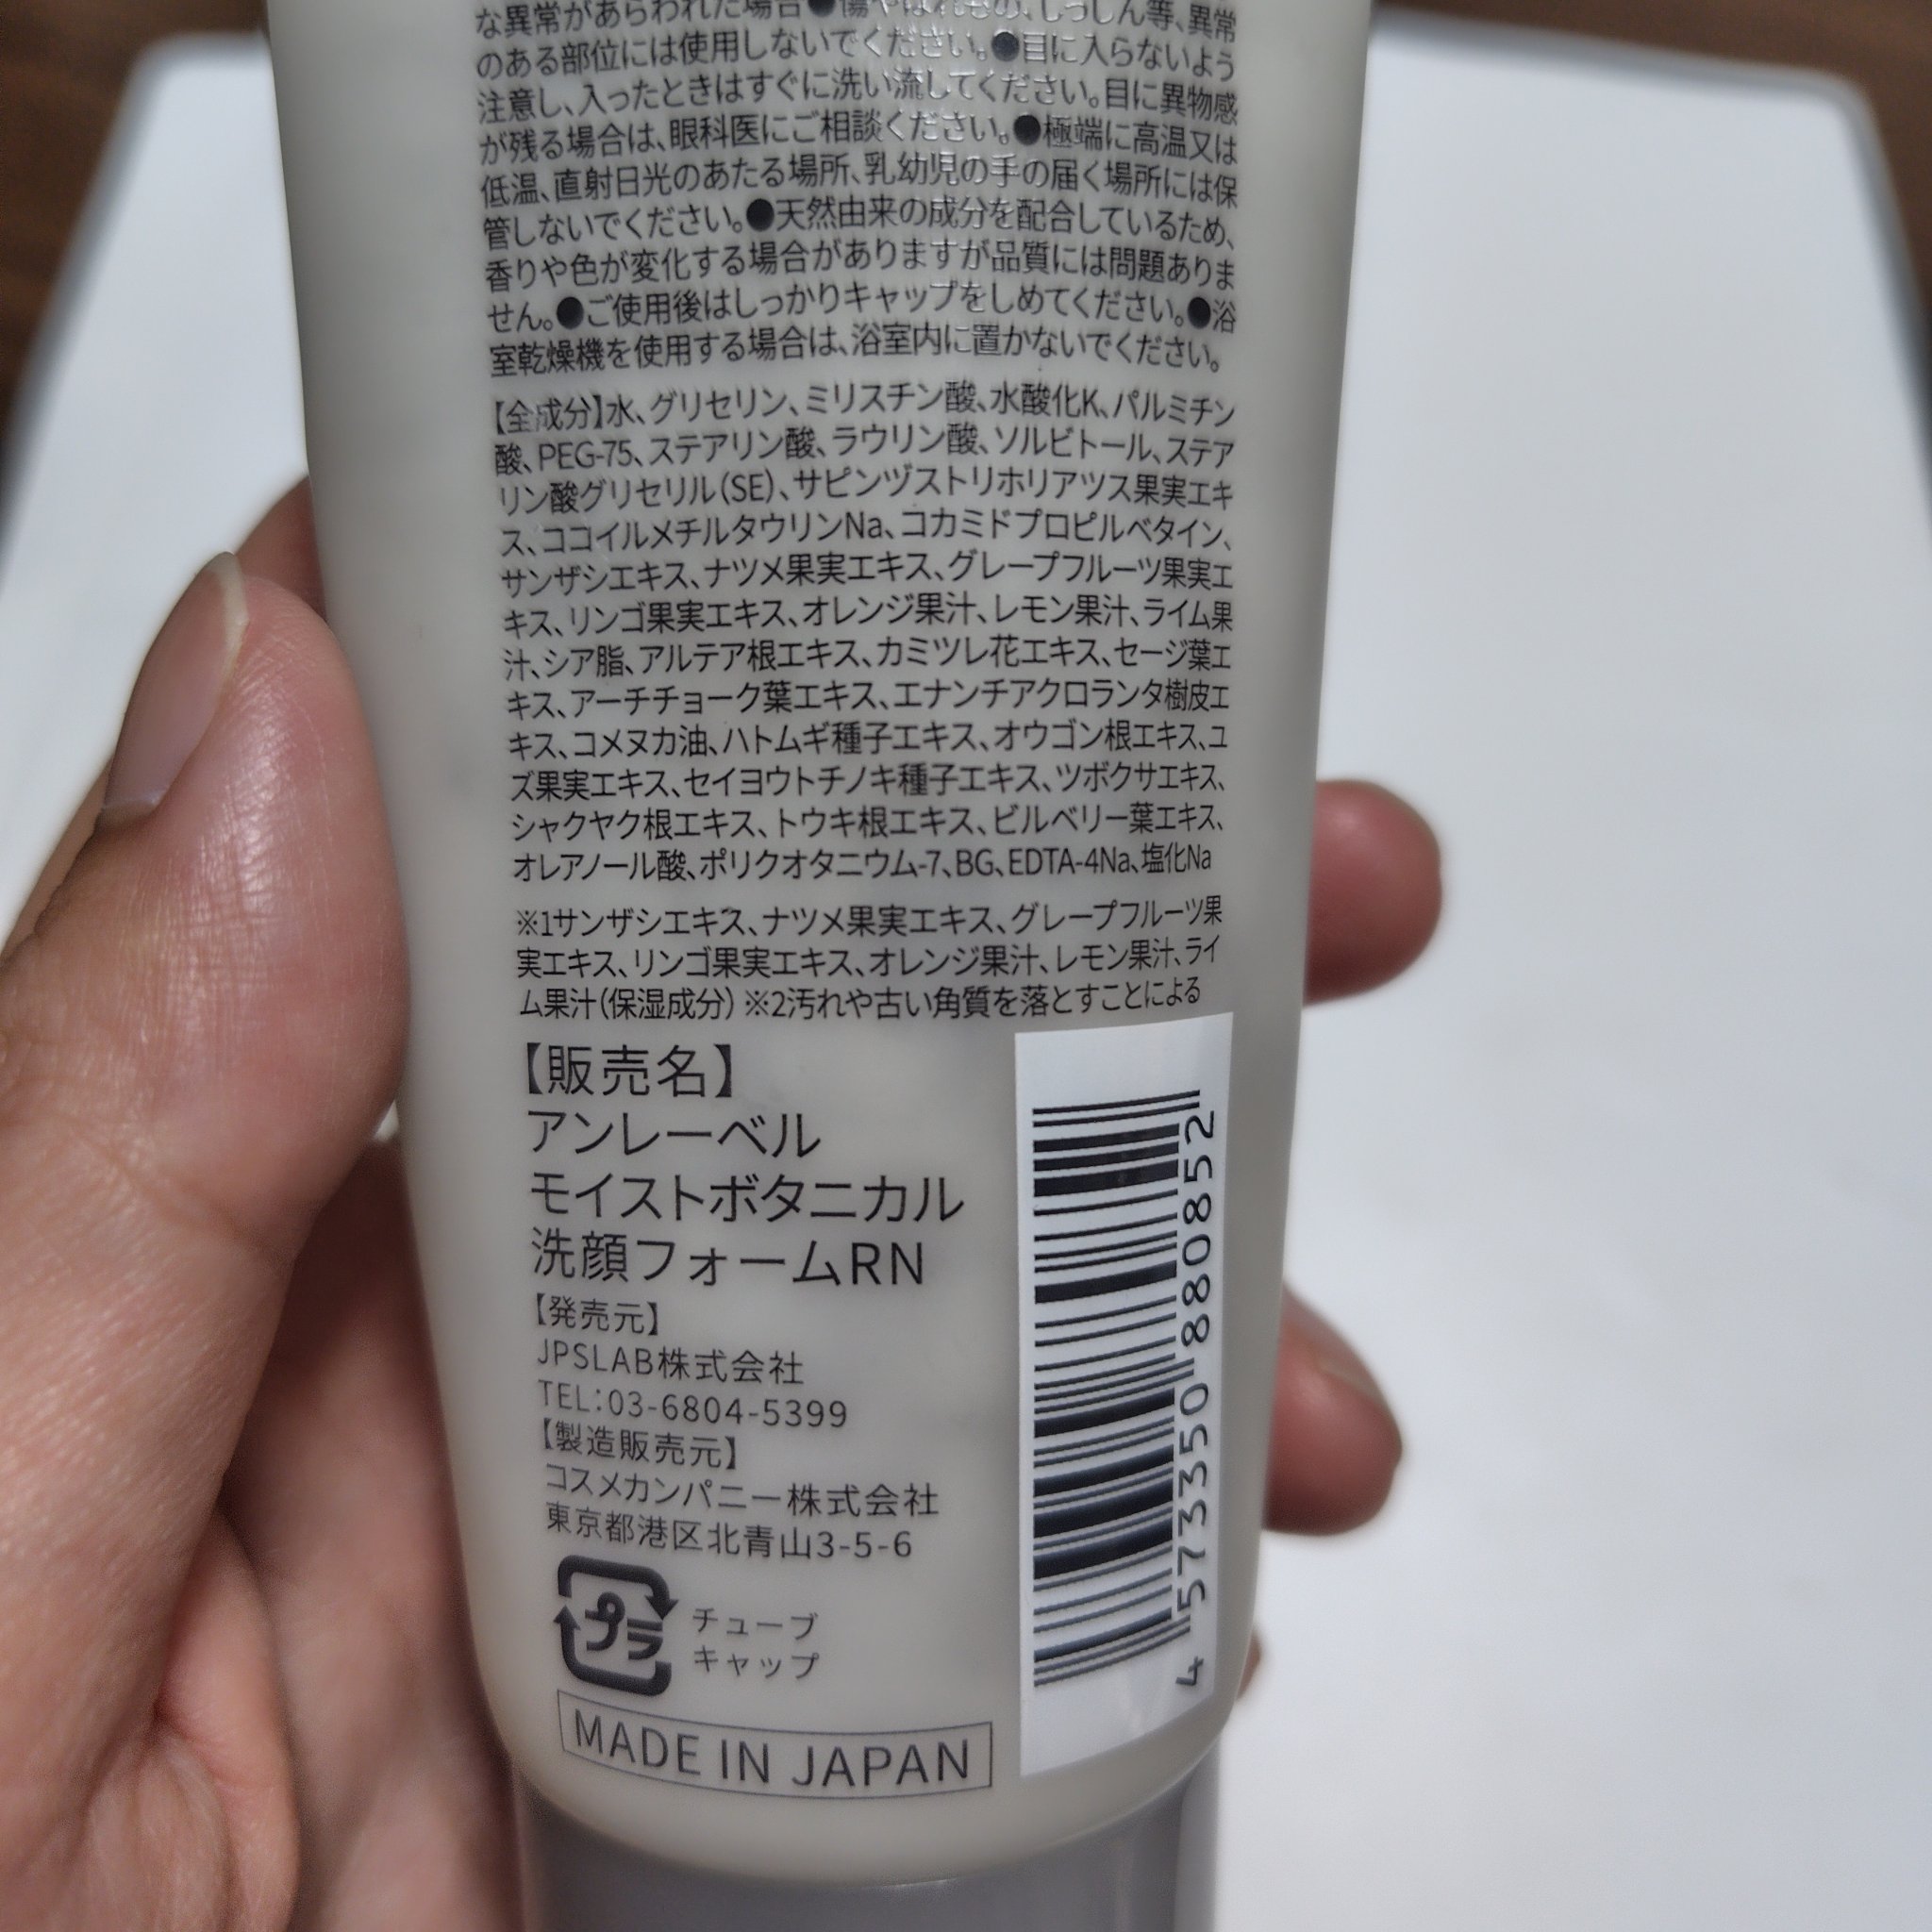 な異常があらわれた場合●傷やはれもの、しっしん等、異常
のある部位には使用しないでください。●目に入らないよう
注意し、入ったときはすぐに洗い流してください。目に異物感
が残る場合は、眼科医にご相談ください。●極端に高温又は
低温、直射日光のあたる場所、乳幼児の手の届く場所には保
管しないでください。●天然由来の成分を配合しているため、
香りや色が変化する場合がありますが品質には問題ありま
せん。●ご使用後はしっかりキャップをしめてください。●浴
室乾燥機を使用する場合は、浴室内に置かないでください。
【全成分】水、グリセリン、ミリスチン酸、水酸化K、パルミチン
酸、PEG-75、ステアリン酸、ラウリン酸、ソルビトール、ステア
リン酸グリセリル(SE)、サピンヅストリホリアツス果実エキ
ス、ココイルメチルタウリンNa、コカミドプロピルベタイン、
サンザシエキス、ナツメ果実エキス、グレープフルーツ果実エ
キス、リンゴ果実エキス、オレンジ果汁、レモン果汁、ライム果
汁、シア脂、アルテア根エキス、カミツレ花エキス、セージ葉エ
キス、アーチチョーク葉エキス、エナンチアクロランタ樹皮エ
キス、コメヌカ油、ハトムギ種子エキス、オウゴン根エキス、ユ
ズ果実エキス、セイヨウトチノキ種子エキス、ツボクサエキス、
シャクヤク根エキス、トウキ根エキス、ビルベリー葉エキス、
オレアノール酸、ポリクオタニウム-7、BG、EDTA-4Na、塩化Na
※1サンザシエキス、ナツメ果実エキス、グレープフルーツ果
実エキス、リンゴ果実エキス、オレンジ果汁、レモン果汁、ライ
ム果汁(保湿成分) ※2汚れや古い角質を落とすことによる
【販売名】
アンレーベル
モイストボタニカル
洗顔フォームRN
【発売元】
JPSLAB株式会社
TEL:03-6804-5399
【製造販売元】
コスメカンパニー株式会社
東京都港区北青山3-5-6
プラ
チューブ
キャップ
MADE IN JAPAN
4 573350 880852